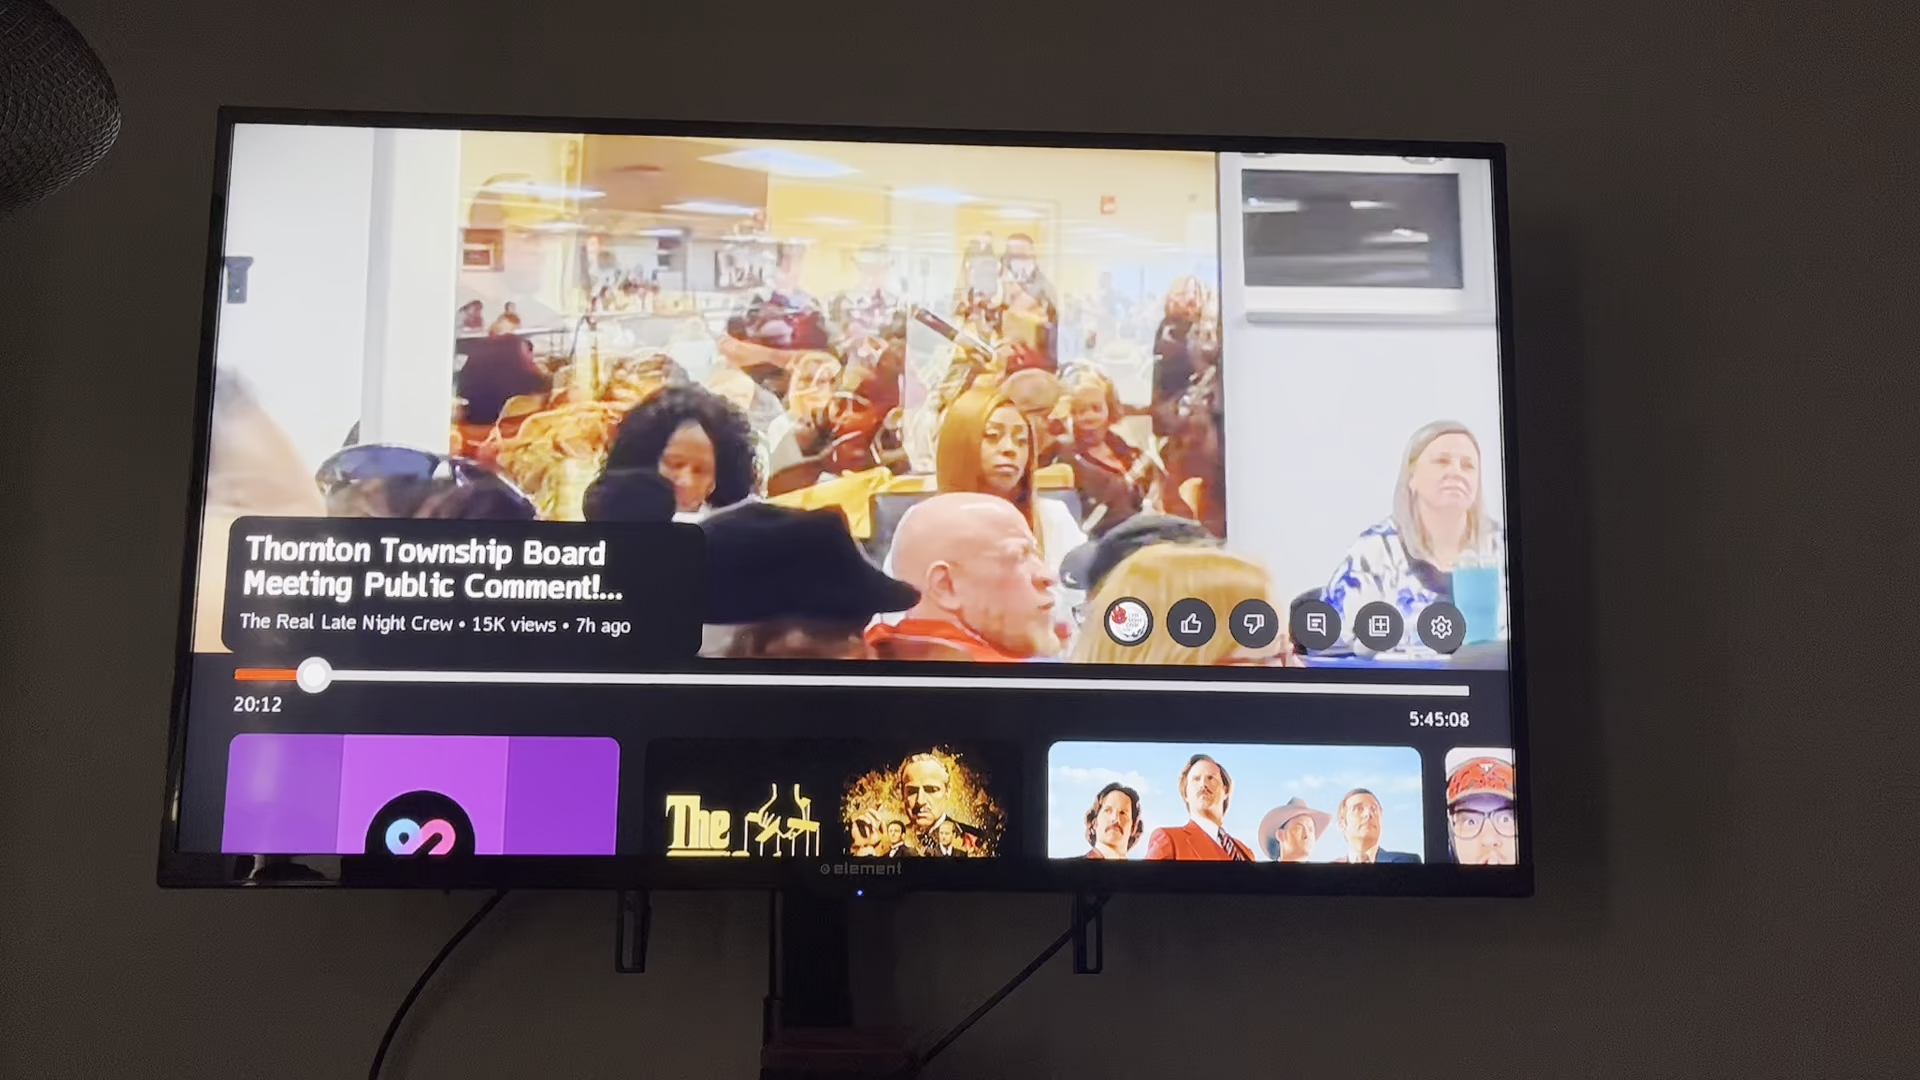 Thornton Township Board
Meeting Public Comment!...
The Real Late Night Crew • 15K views • 7h ago
20:12
5:45:08
The
element